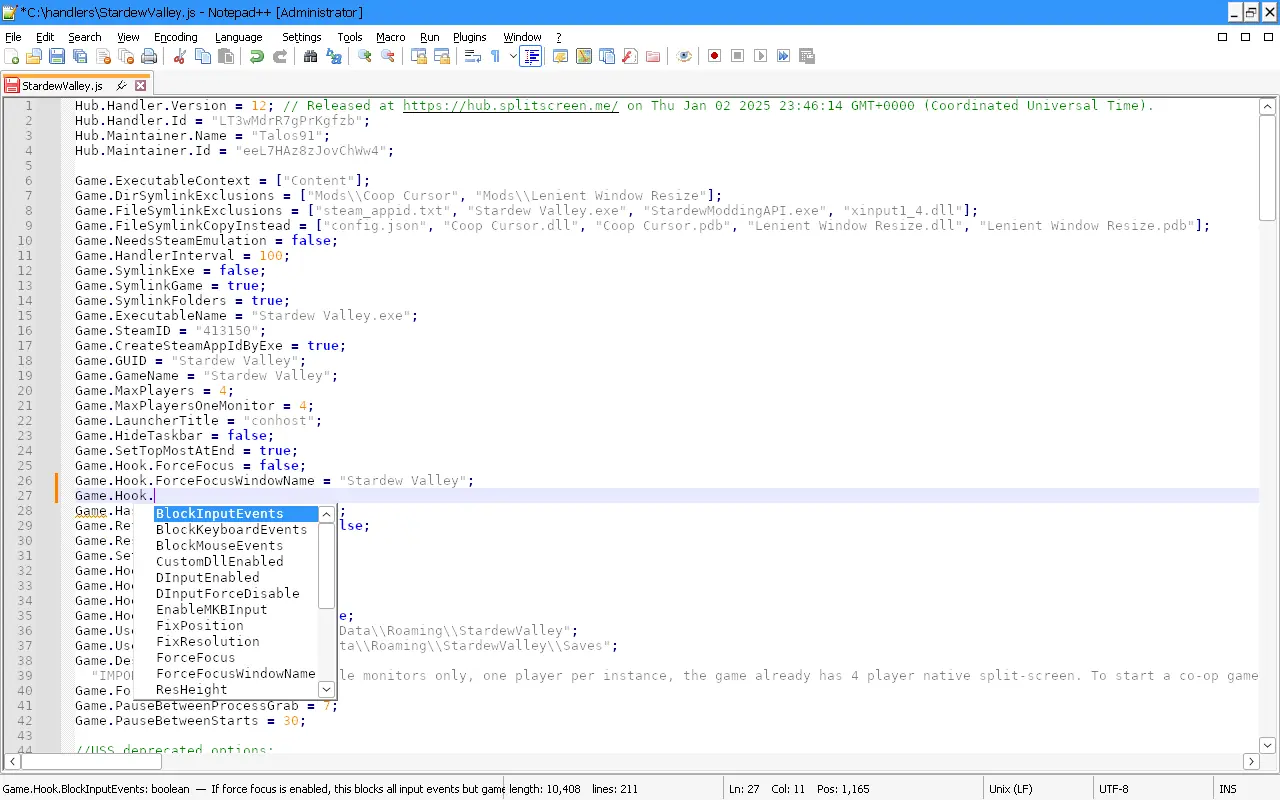 *C:\handlers\StardewValley.js - Notepad++ [Administrator]
File Edit Search View Encoding Language Settings Tools Macro Run Plugins Window ?
StardewValley.js
1 Hub.Handler.Version = 12; // Released at https://hub.splitscreen.me/ on Thu Jan 02 2025 23:46:14 GMT+0000 (Coordinated Universal Time).
2 Hub.Handler.Id = "LT3wMdrR7gPrKgfzb";
3 Hub.Maintainer.Name = "Talos91";
4 Hub.Maintainer.Id = "eeL7HAz8zJovChWw4";
5
6 Game.ExecutableContext = ["Content"];
7 Game.DirSymlinkExclusions = ["Mods\\Coop Cursor", "Mods\\Lenient Window Resize"];
8 Game.FileSymlinkExclusions = ["steam_appid.txt", "Stardew Valley.exe", "StardewModdingAPI.exe", "xinput1_4.dll"];
9 Game.FileSymlinkCopyInstead = ["config.json", "Coop Cursor.dll", "Coop Cursor.pdb", "Lenient Window Resize.dll", "Lenient Window Resize.pdb"];
10 Game.NeedsSteamEmulation = false;
11 Game.HandlerInterval = 100;
12 Game.SymlinkExe = false;
13 Game.SymlinkGame = true;
14 Game.SymlinkFolders = true;
15 Game.ExecutableName = "Stardew Valley.exe";
16 Game.SteamID = "413150";
17 Game.CreateSteamAppIdByExe = true;
18 Game.GUID = "Stardew Valley";
19 Game.GameName = "Stardew Valley";
20 Game.MaxPlayers = 4;
21 Game.MaxPlayersOneMonitor = 4;
22 Game.LauncherTitle = "conhost";
23 Game.HideTaskbar = false;
24 Game.SetTopMostAtEnd = true;
25 Game.Hook.ForceFocus = false;
26 Game.Hook.ForceFocusWindowName = "Stardew Valley";
27 Game.Hook.
28 Game.Ha ;
29 Game.Re lse;
30 Game.Res
31 Game.Set
32 Game.Hoo
33 Game.Hoo
34 Game.Hoo
35 Game.Hoo e;
36 Game.Use Data\\Roaming\\StardewValley";
37 Game.Use ta\\Roaming\\StardewValley\\Saves";
38 Game.Des
39 "IMPO le monitors only, one player per instance, the game already has 4 player native split-screen. To start a co-op game
40 Game.Fo
41 Game.PauseBetweenProcessGrab = 7;
42 Game.PauseBetweenStarts = 30;
43
44 //USS deprecated options:
BlockInputEvents
BlockKeyboardEvents
BlockMouseEvents
CustomDllEnabled
DInputEnabled
DInputForceDisable
EnableMKBInput
FixPosition
FixResolution
ForceFocus
ForceFocusWindowName
ResHeight
Game.Hook.BlockInputEvents: boolean — If force focus is enabled, this blocks all input events but game length: 10,408 lines: 211 Ln: 27 Col: 11 Pos: 1,165 Unix (LF) UTF-8 INS